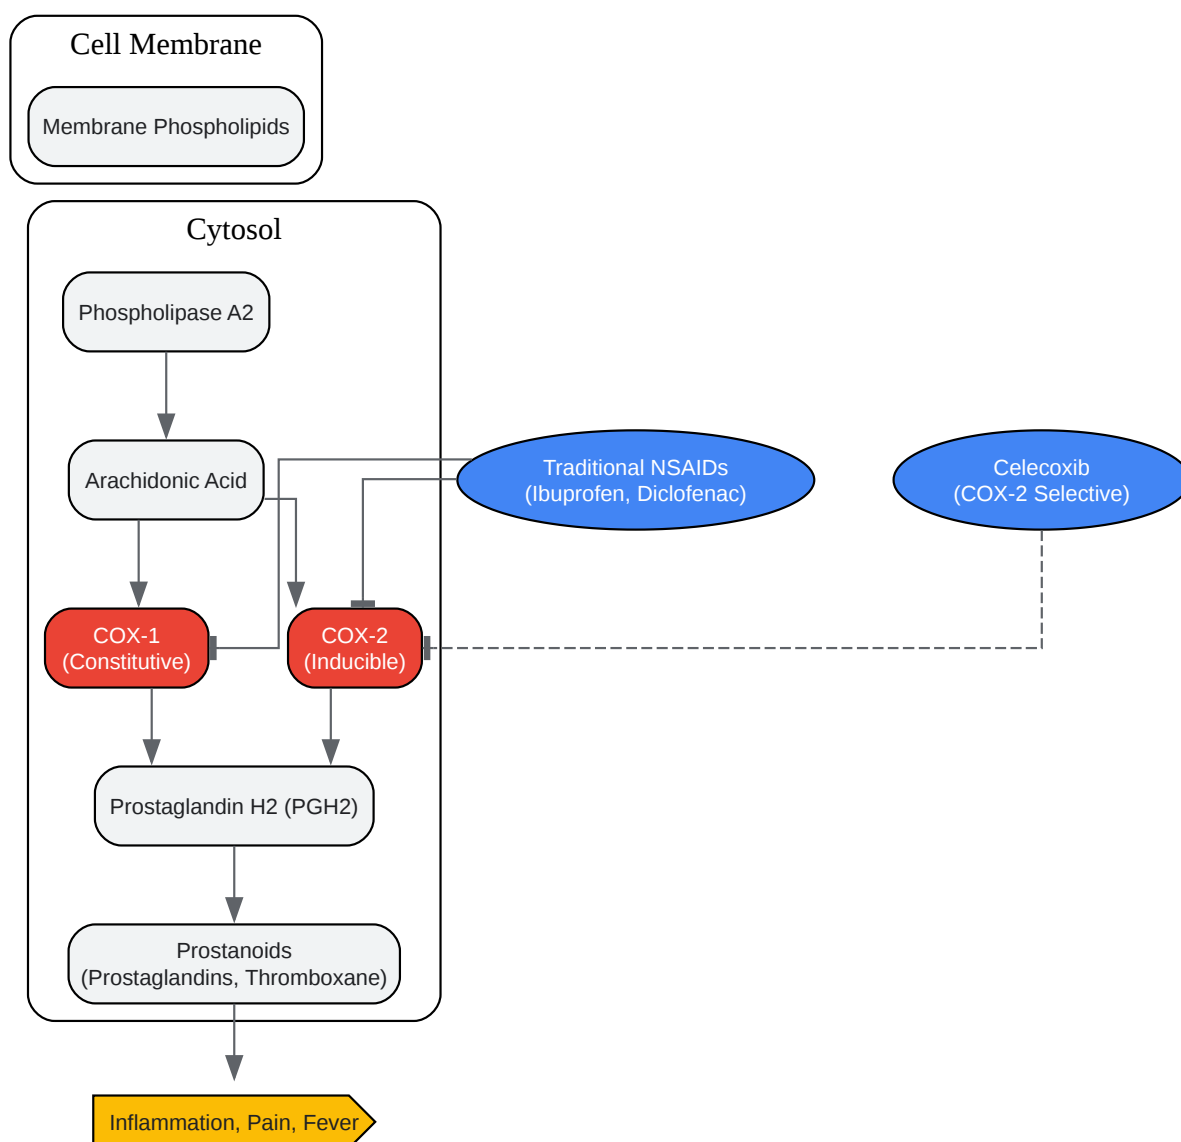 Cell Membrane
Membrane Phospholipids
Cytosol
Phospholipase A2
Arachidonic Acid
Traditional NSAIDs
(Ibuprofen, Diclofenac)
Celecoxib
(COX-2 Selective)
COX-1
(Constitutive)
COX-2
(Inducible)
Prostaglandin H2 (PGH2)
Prostanoids
(Prostaglandins, Thromboxane)
Inflammation, Pain, Fever